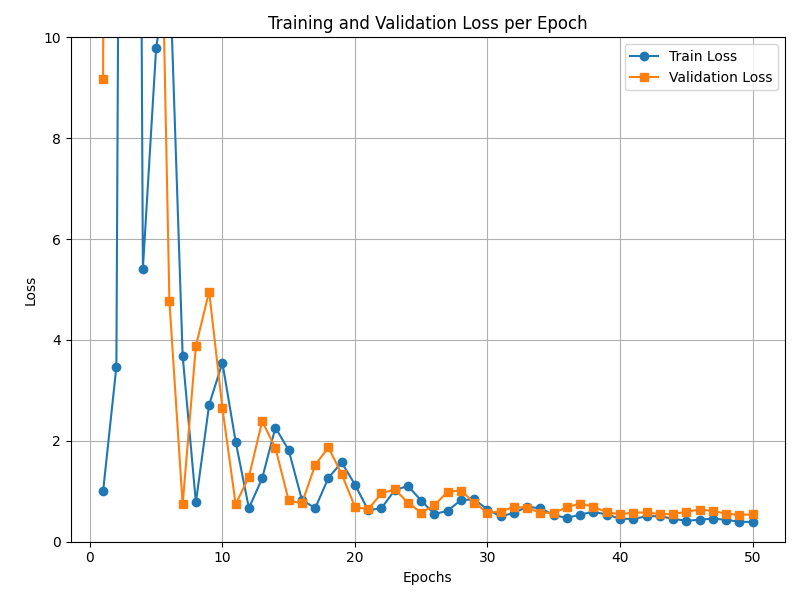 Training and Validation Loss per Epoch
Train Loss
Validation Loss
Loss
10
8
6
4
2
0
0 10 20 30 40 50
Epochs